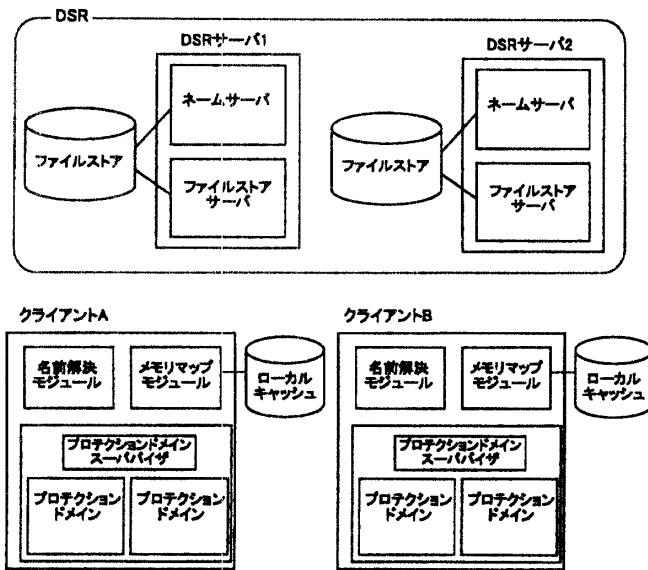 DSR
DSRサーバ1
DSRサーバ2
ネームサーバ
ネームサーバ
ファイルストア
ファイルストア
ファイルストア
サーバ
ファイルストア
サーバ
クライアントA
クライアントB
名前解決
モジュール
メモリマップ
モジュール
ローカル
キャッシュ
名前解決
モジュール
メモリマップ
モジュール
ローカル
キャッシュ
プロテクションドメイン
スーパバイザ
プロテクションドメイン
スーパバイザ
プロテクション
ドメイン
プロテクション
ドメイン
プロテクション
ドメイン
プロテクション
ドメイン